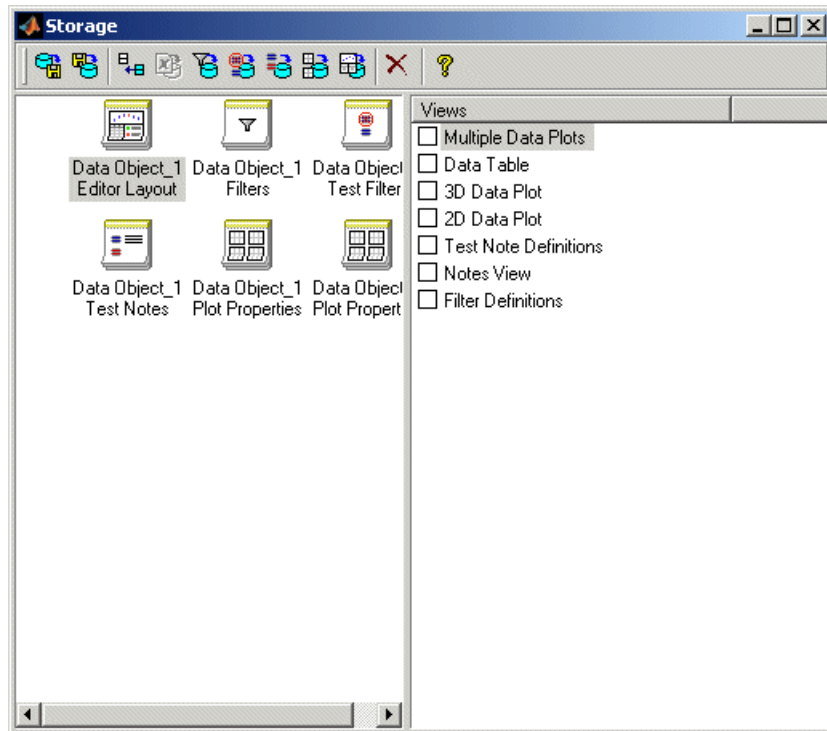 Storage
Data Object_1 Editor Layout
Data Object_1 Filters
Data Object Test Filter
Data Object_1 Test Notes
Data Object_1 Plot Properties
Data Object Plot Propert
Views
Multiple Data Plots
Data Table
3D Data Plot
2D Data Plot
Test Note Definitions
Notes View
Filter Definitions